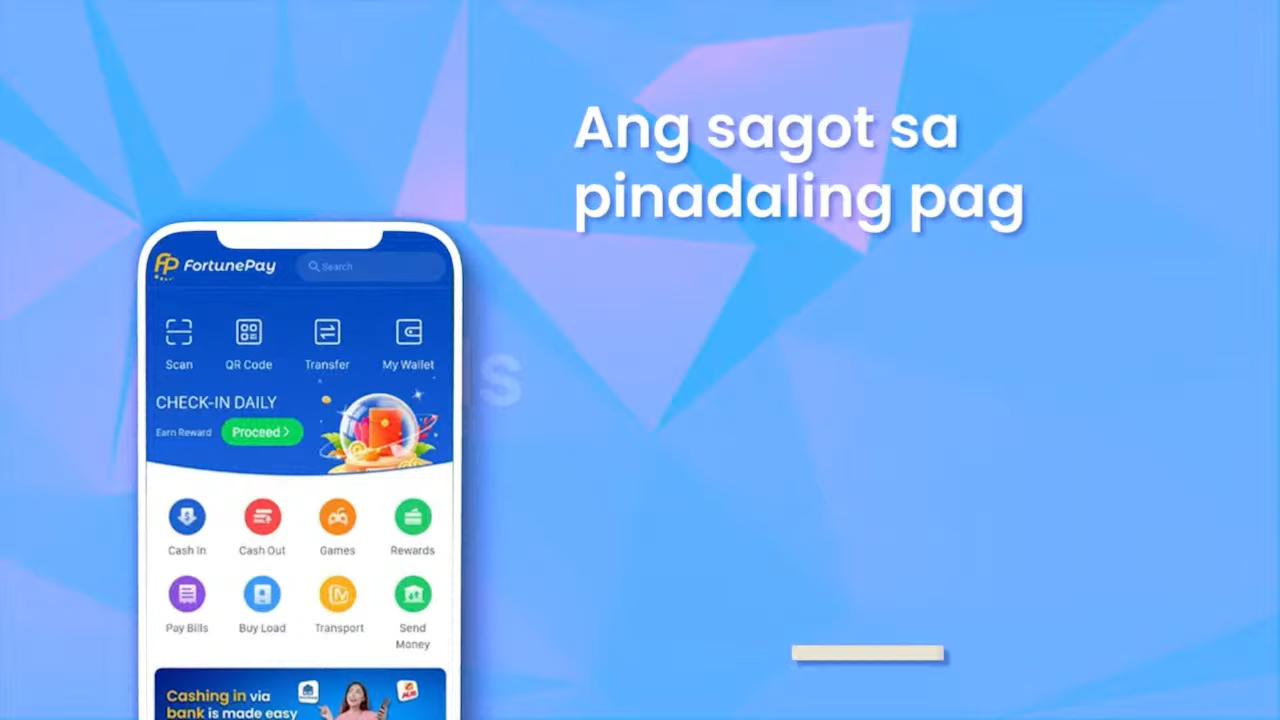 Ang sagot sa
pinadaling pag
FP FortunePay
Search
Scan QR Code Transfer My Wallet
CHECK-IN DAILY
Earn Reward Proceed >
Cash In Cash Out Games Rewards
Pay Bills Buy Load Transport Send
Money
Cashing in via
bank is made easy